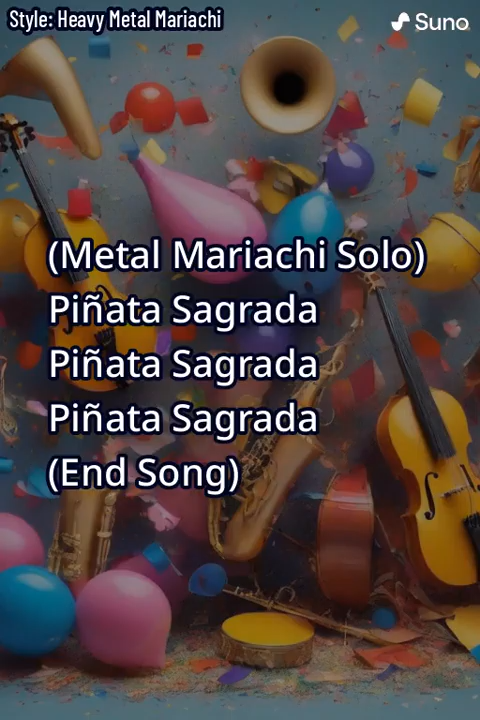 Style: Heavy Metal Mariachi
Suno
(Metal Mariachi Solo)
Piñata Sagrada
Piñata Sagrada
Piñata Sagrada
(End Song)